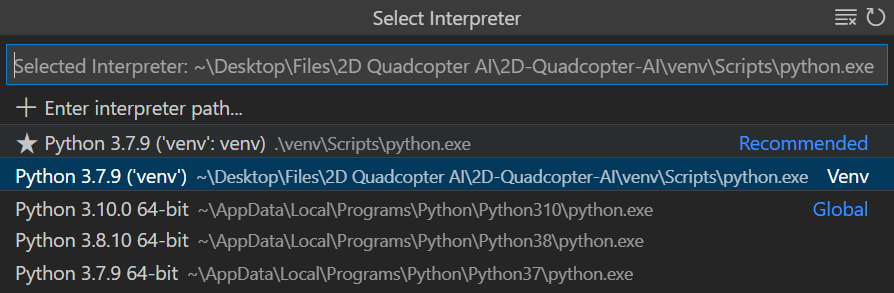 Select Interpreter
Selected Interpreter: ~\Desktop\Files\2D Quadcopter AI\2D-Quadcopter-AI\venv\Scripts\python.exe
Enter interpreter path...
Python 3.7.9 ('venv': venv) .\venv\Scripts\python.exe Recommended
Python 3.7.9 ('venv') ~\Desktop\Files\2D Quadcopter AI\2D-Quadcopter-AI\venv\Scripts\python.exe Venv
Python 3.10.0 64-bit ~\AppData\Local\Programs\Python\Python310\python.exe Global
Python 3.8.10 64-bit ~\AppData\Local\Programs\Python\Python38\python.exe
Python 3.7.9 64-bit ~\AppData\Local\Programs\Python\Python37\python.exe